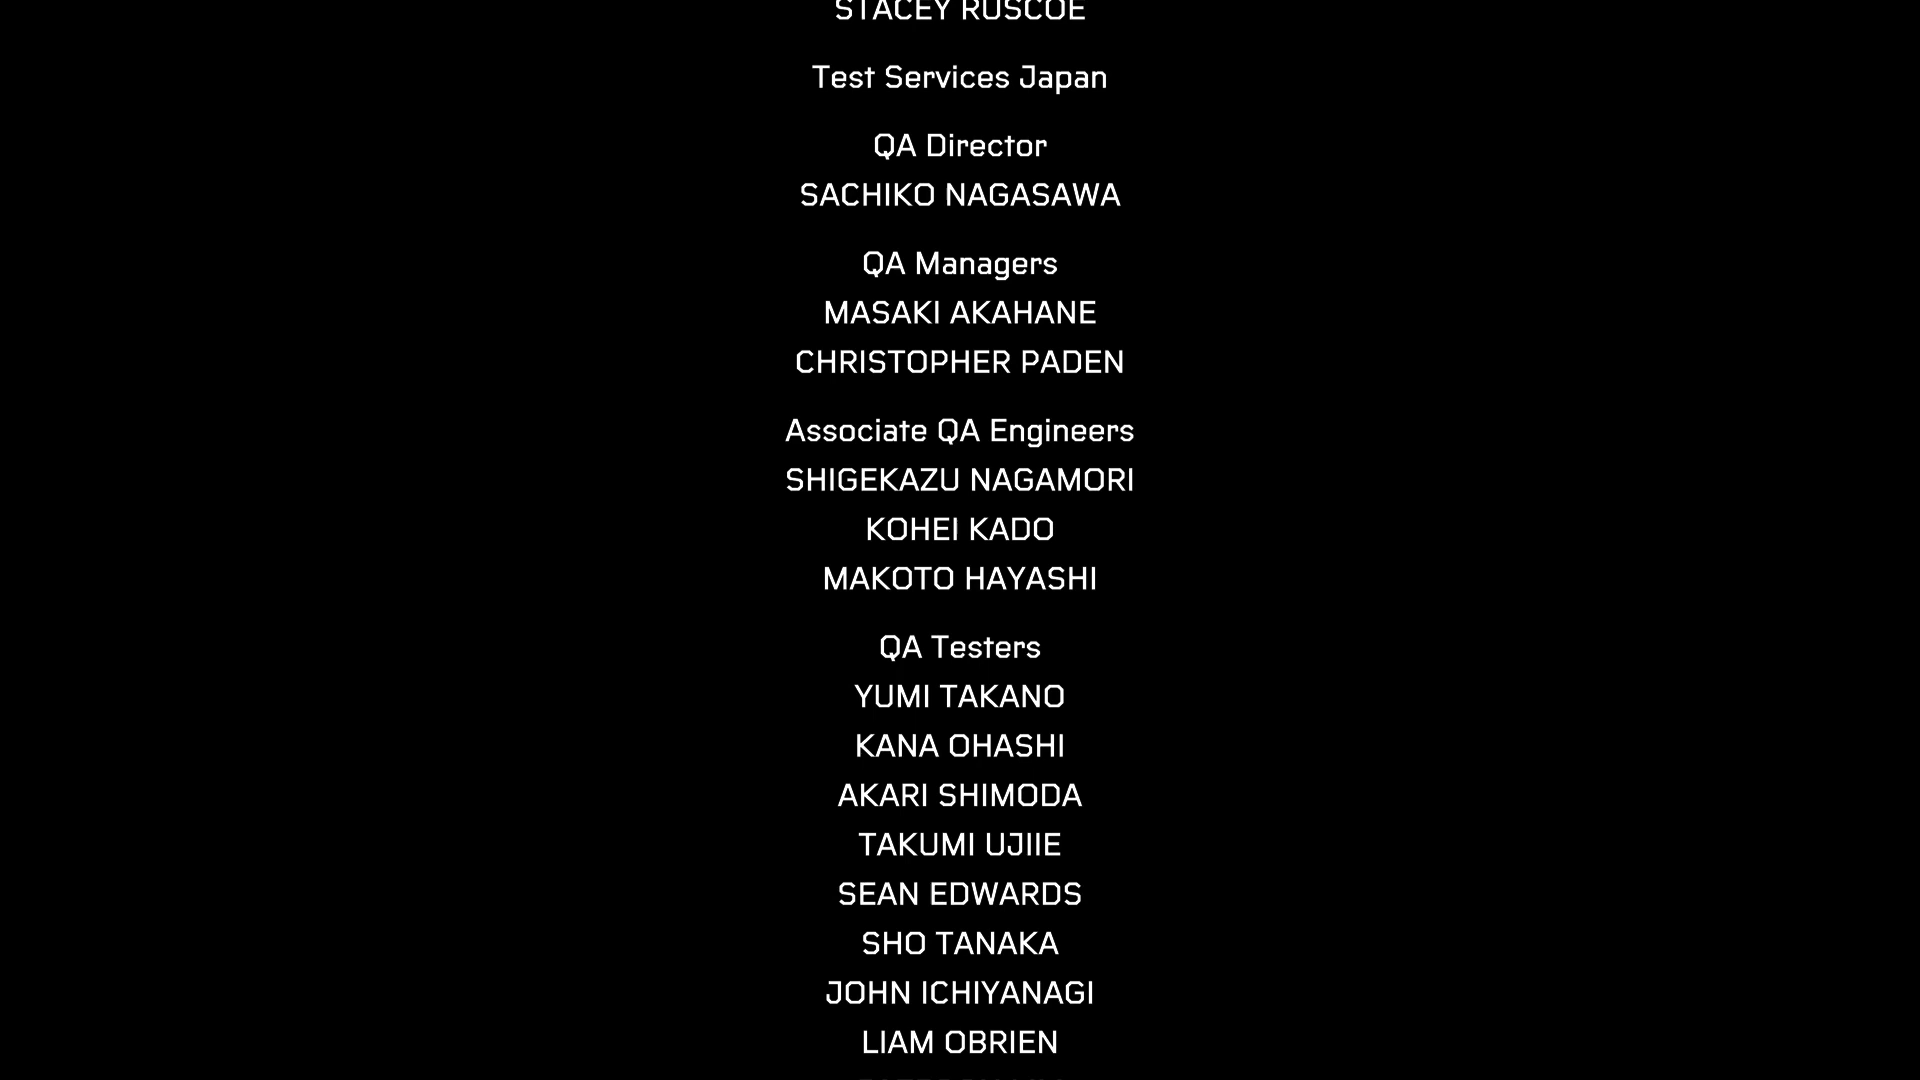 STACEY RUSCOE
Test Services Japan
QA Director
SACHIKO NAGASAWA
QA Managers
MASAKI AKAHANE
CHRISTOPHER PADEN
Associate QA Engineers
SHIGEKAZU NAGAMORI
KOHEI KADO
MAKOTO HAYASHI
QA Testers
YUMI TAKANO
KANA OHASHI
AKARI SHIMODA
TAKUMI UJIIE
SEAN EDWARDS
SHO TANAKA
JOHN ICHIYANAGI
LIAM OBRIEN